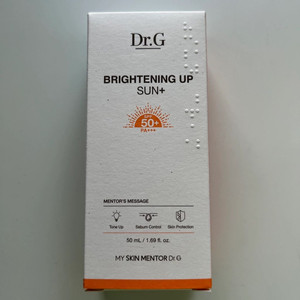 Dr.G
BRIGHTENING UP
SUN+
SPF
50+
PA+++
MENTOR'S MESSAGE
Tone Up
Sebum Control
Skin Protection
50 mL / 1.69 fl. oz.
MY SKIN MENTOR Dr.G